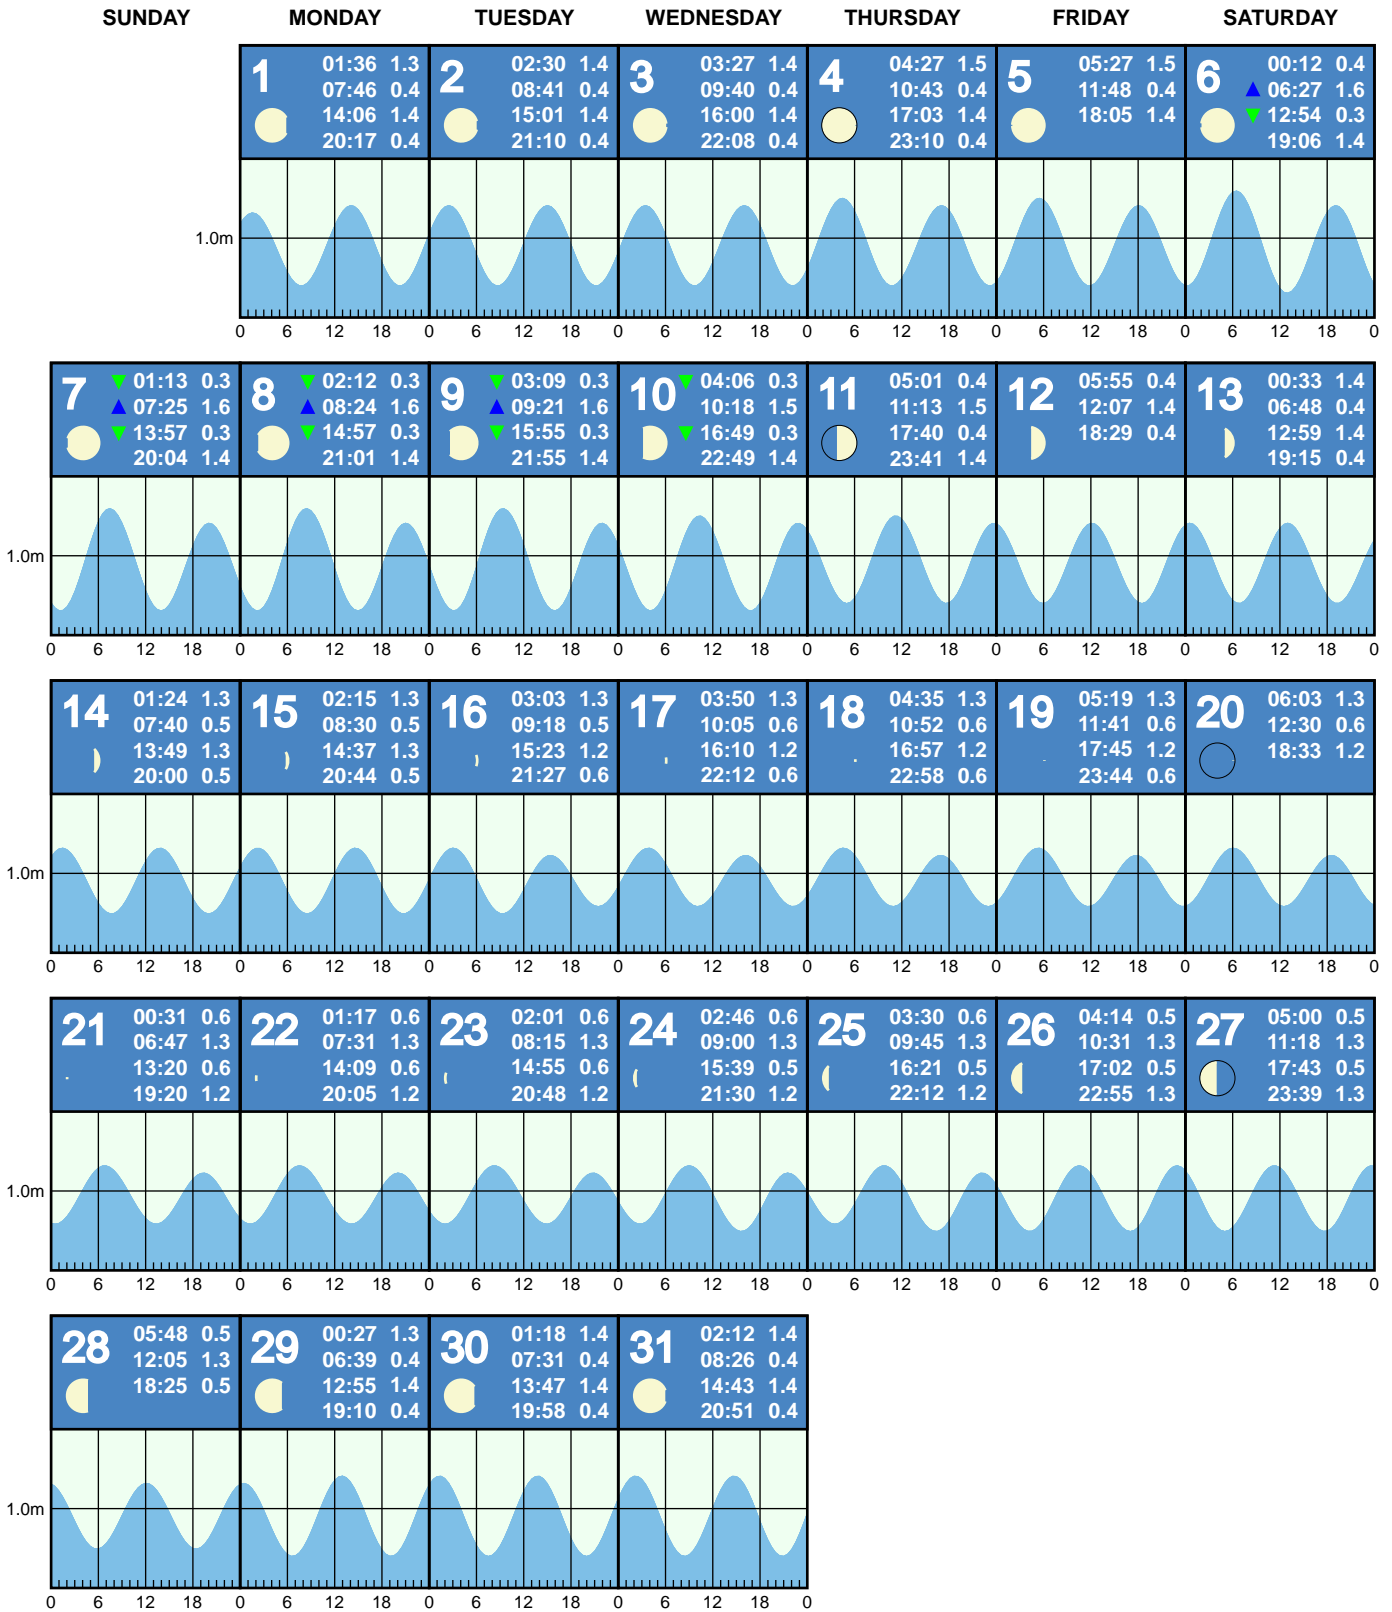 SUNDAY MONDAY TUESDAY WEDNESDAY THURSDAY FRIDAY SATURDAY
1 01:36 1.3
07:46 0.4
14:06 1.4
20:17 0.4
2 02:30 1.4
08:41 0.4
15:01 1.4
21:10 0.4
3 03:27 1.4
09:40 0.4
16:00 1.4
22:08 0.4
4 04:27 1.5
10:43 0.4
17:03 1.4
23:10 0.4
5 05:27 1.5
11:48 0.4
18:05 1.4
6 00:12 0.4
06:27 1.6
12:54 0.3
19:06 1.4
1.0m
0 6 12 18 0 6 12 18 0 6 12 18 0 6 12 18 0 6 12 18 0 6 12 18 0
7 01:13 0.3
07:25 1.6
13:57 0.3
20:04 1.4
8 02:12 0.3
08:24 1.6
14:57 0.3
21:01 1.4
9 03:09 0.3
09:21 1.6
15:55 0.3
21:55 1.4
10 04:06 0.3
10:18 1.5
16:49 0.3
22:49 1.4
11 05:01 0.4
11:13 1.5
17:40 0.4
23:41 1.4
12 05:55 0.4
12:07 1.4
18:29 0.4
13 00:33 1.4
06:48 0.4
12:59 1.4
19:15 0.4
1.0m
0 6 12 18 0 6 12 18 0 6 12 18 0 6 12 18 0 6 12 18 0 6 12 18 0 6 12 18 0
14 01:24 1.3
07:40 0.5
13:49 1.3
20:00 0.5
15 02:15 1.3
08:30 0.5
14:37 1.3
20:44 0.5
16 03:03 1.3
09:18 0.5
15:23 1.2
21:27 0.6
17 03:50 1.3
10:05 0.6
16:10 1.2
22:12 0.6
18 04:35 1.3
10:52 0.6
16:57 1.2
22:58 0.6
19 05:19 1.3
11:41 0.6
17:45 1.2
23:44 0.6
20 06:03 1.3
12:30 0.6
18:33 1.2
1.0m
0 6 12 18 0 6 12 18 0 6 12 18 0 6 12 18 0 6 12 18 0 6 12 18 0 6 12 18 0
21 00:31 0.6
06:47 1.3
13:20 0.6
19:20 1.2
22 01:17 0.6
07:31 1.3
14:09 0.6
20:05 1.2
23 02:01 0.6
08:15 1.3
14:55 0.6
20:48 1.2
24 02:46 0.6
09:00 1.3
15:39 0.5
21:30 1.2
25 03:30 0.6
09:45 1.3
16:21 0.5
22:12 1.2
26 04:14 0.5
10:31 1.3
17:02 0.5
22:55 1.3
27 05:00 0.5
11:18 1.3
17:43 0.5
23:39 1.3
1.0m
0 6 12 18 0 6 12 18 0 6 12 18 0 6 12 18 0 6 12 18 0 6 12 18 0 6 12 18 0
28 05:48 0.5
12:05 1.3
18:25 0.5
29 00:27 1.3
06:39 0.4
12:55 1.4
19:10 0.4
30 01:18 1.4
07:31 0.4
13:47 1.4
19:58 0.4
31 02:12 1.4
08:26 0.4
14:43 1.4
20:51 0.4
1.0m
0 6 12 18 0 6 12 18 0 6 12 18 0 6 12 18 0